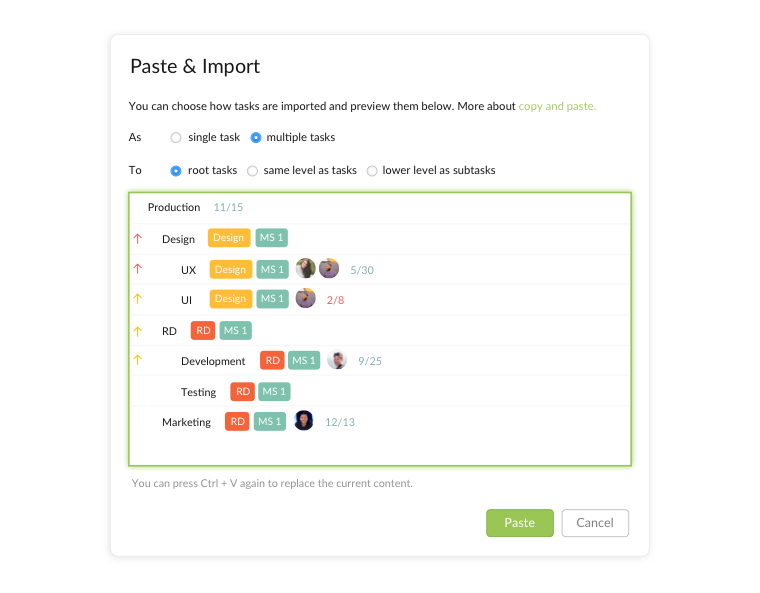 Paste & Import
You can choose how tasks are imported and preview them below. More about copy and paste.
As single task multiple tasks
To root tasks same level as tasks lower level as subtasks
Production 11/15
Design Design MS 1
UX Design MS 1 5/30
UI Design MS 1 2/8
RD RD MS 1
Development RD MS 1 9/25
Testing RD MS 1
Marketing RD MS 1 12/13
You can press Ctrl + V again to replace the current content.
Paste Cancel